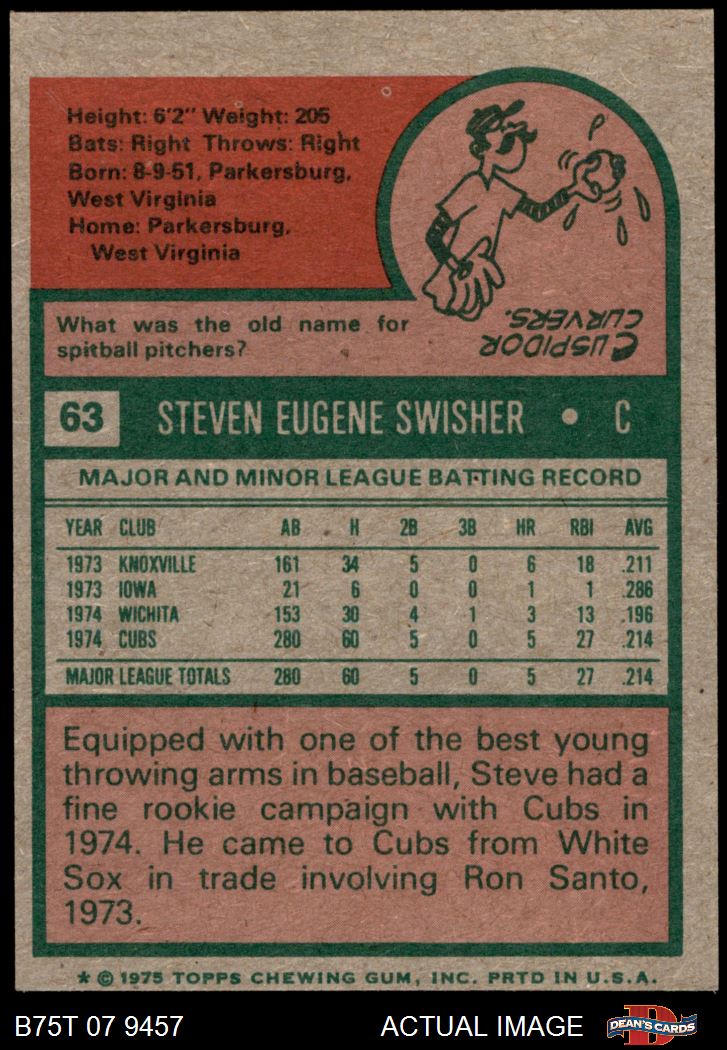 Height: 6'2" Weight: 205
Bats: Right Throws: Right
Born: 8-9-51, Parkersburg,
West Virginia
Home: Parkersburg,
West Virginia
What was the old name for
spitball pitchers?
CUSPIDOR
CURVERS.
63 STEVEN EUGENE SWISHER • C
MAJOR AND MINOR LEAGUE BATTING RECORD
YEAR CLUB AB H 2B 3B HR RBI AVG
1973 KNOXVILLE 161 34 5 0 6 18 .211
1973 IOWA 21 6 0 0 1 1 .286
1974 WICHITA 153 30 4 1 3 13 .196
1974 CUBS 280 60 5 0 5 27 .214
MAJOR LEAGUE TOTALS 280 60 5 0 5 27 .214
Equipped with one of the best young
throwing arms in baseball, Steve had a
fine rookie campaign with Cubs in
1974. He came to Cubs from White
Sox in trade involving Ron Santo,
1973.
* © 1975 TOPPS CHEWING GUM, INC. PRTD IN U.S.A.
B75T 07 9457 ACTUAL IMAGE D DEAN'S CARDS